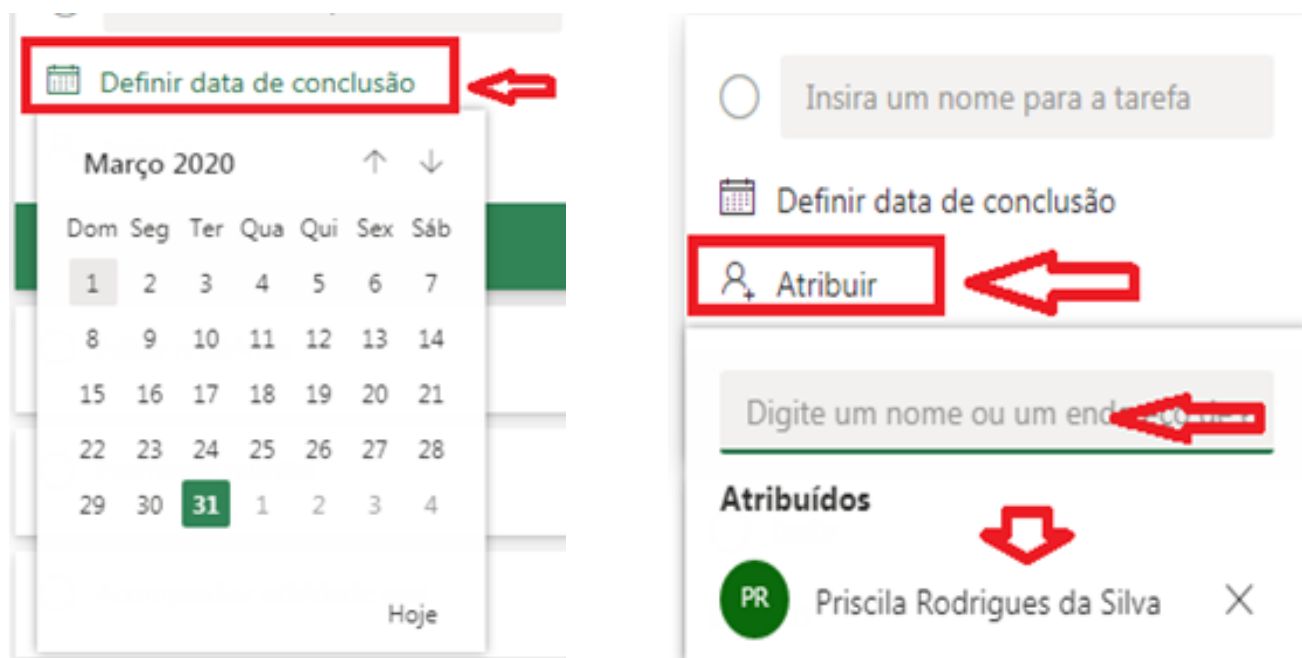 Definir data de conclusão
Março 2020
Dom Seg Ter Qua Qui Sex Sáb
1 2 3 4 5 6 7
8 9 10 11 12 13 14
15 16 17 18 19 20 21
22 23 24 25 26 27 28
29 30 31 1 2 3 4
Hoje
Insira um nome para a tarefa
Definir data de conclusão
Atribuir
Digite um nome ou um de
Atribuídos
PR Priscila Rodrigues da Silva